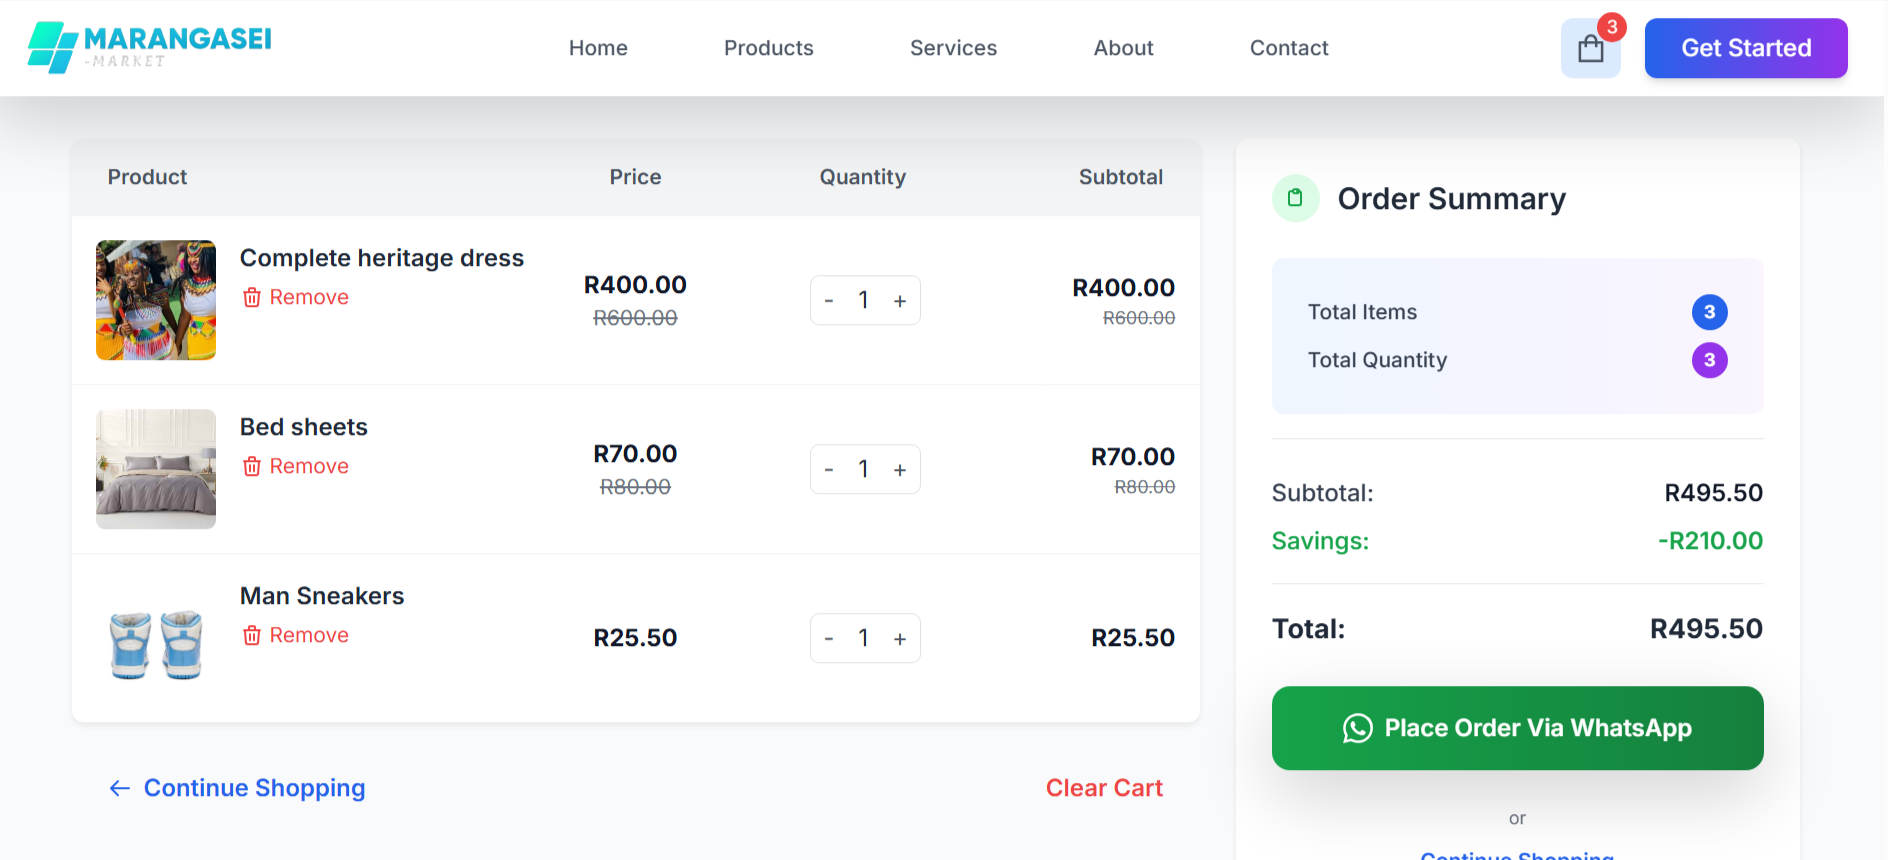 MARANGASEI
-MARKET
Home
Products
Services
About
Contact
3
Get Started
Product
Price
Quantity
Subtotal
Complete heritage dress
Remove
R400.00
R600.00
- 1 +
R400.00
R600.00
Bed sheets
Remove
R70.00
R80.00
- 1 +
R70.00
R80.00
Man Sneakers
Remove
R25.50
- 1 +
R25.50
← Continue Shopping
Clear Cart
Order Summary
Total Items 3
Total Quantity 3
Subtotal: R495.50
Savings: -R210.00
Total: R495.50
Place Order Via WhatsApp
or
Continue Shopping